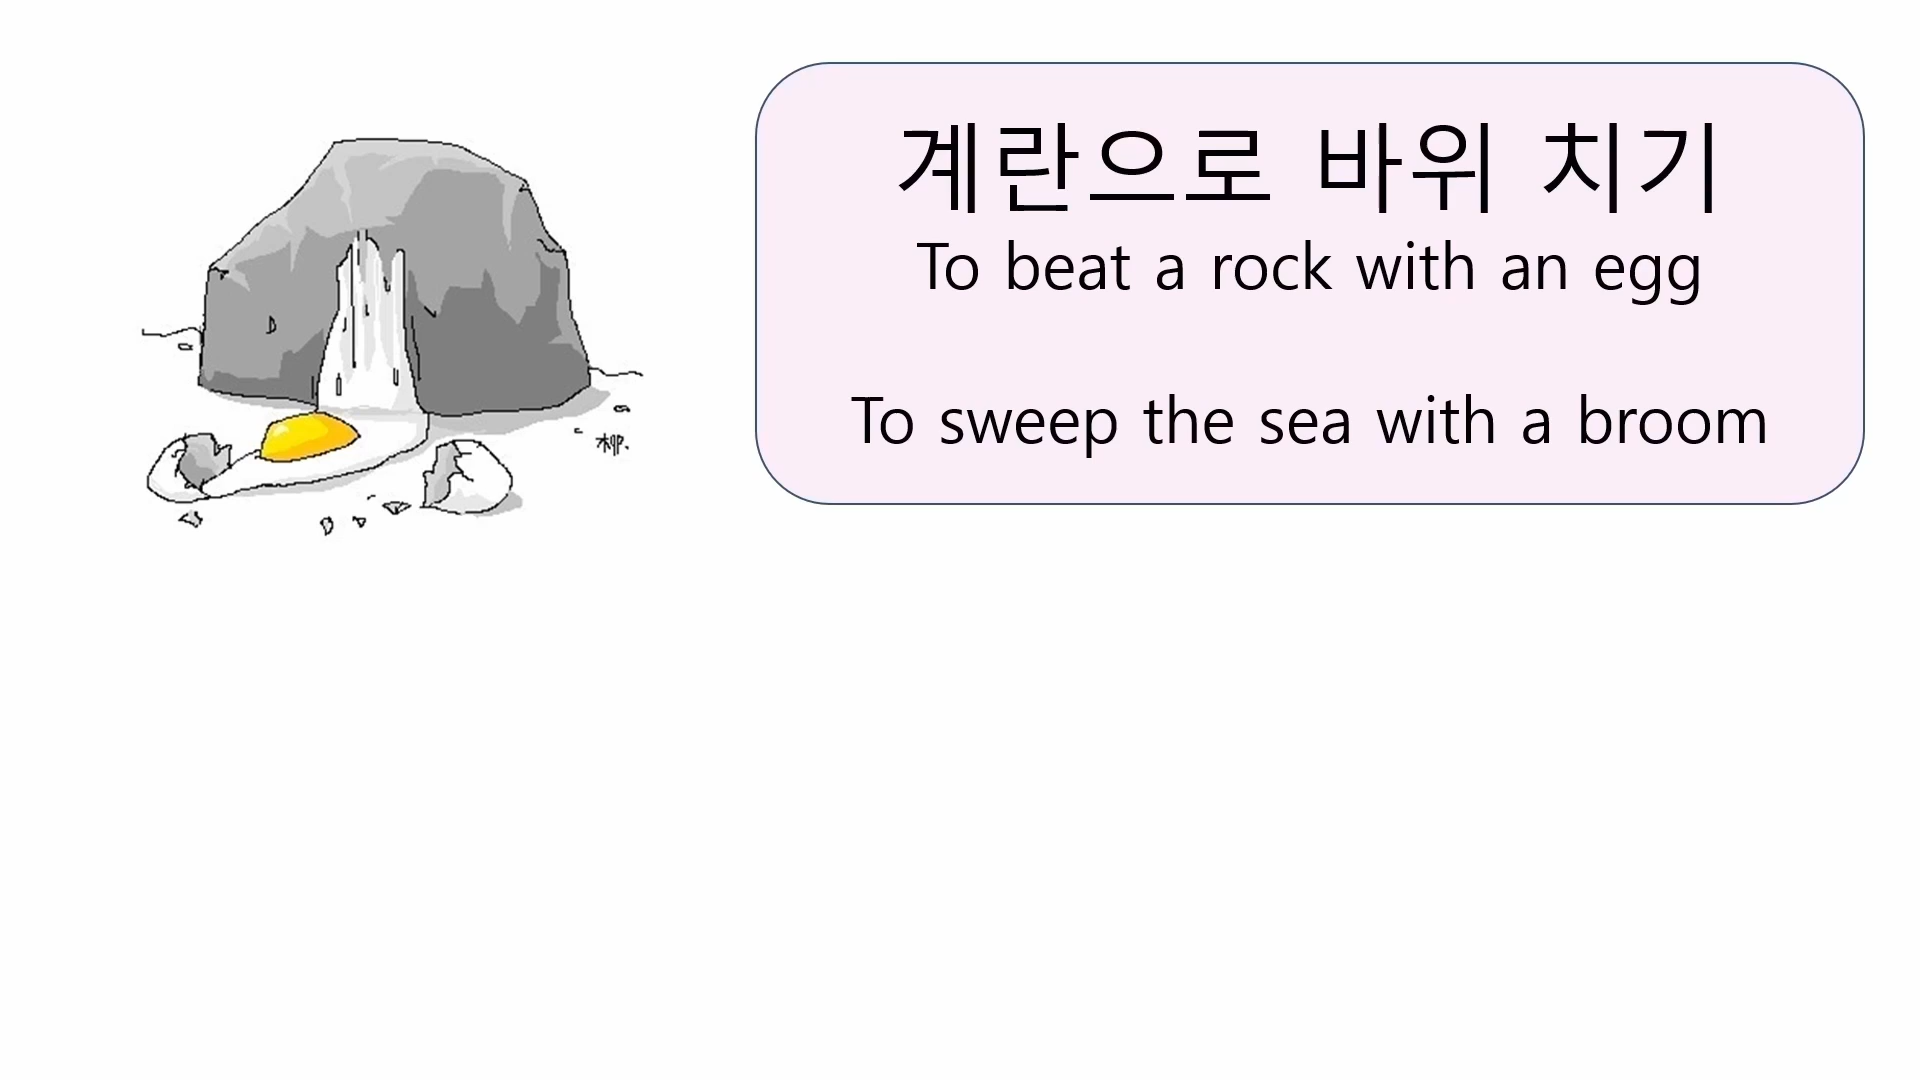 계란으로 바위 치기
To beat a rock with an egg
To sweep the sea with a broom